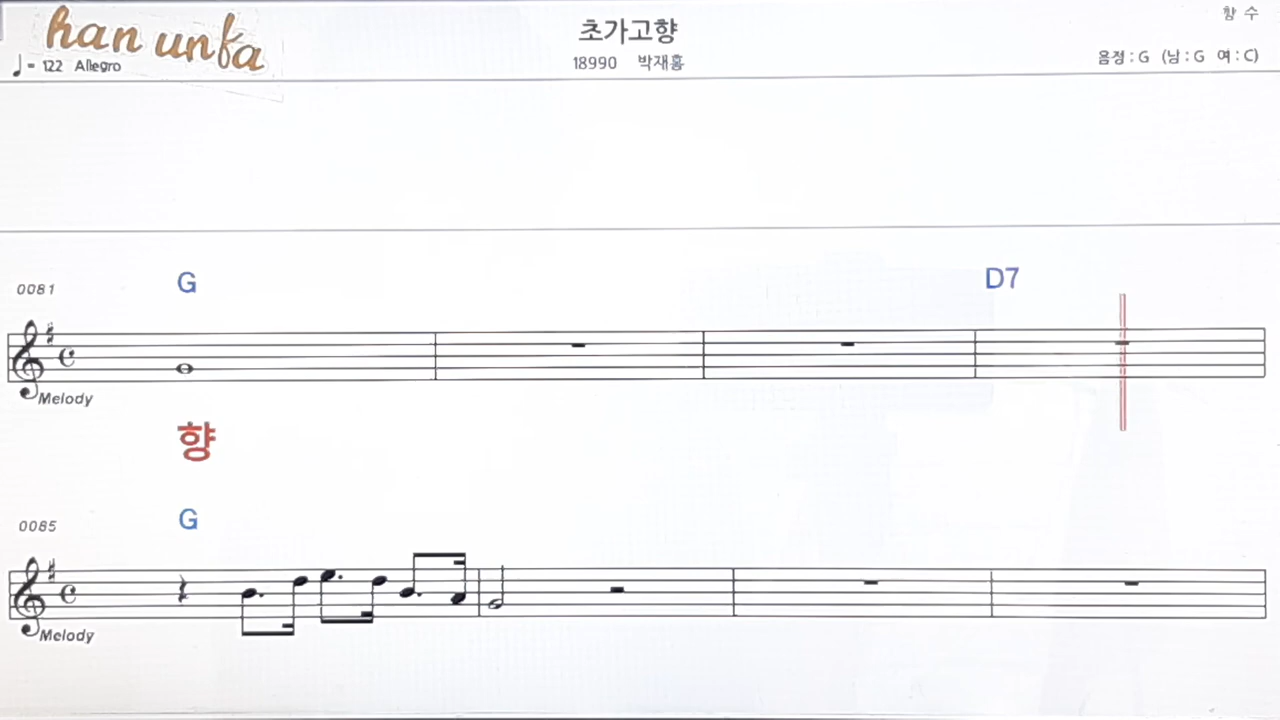 han unfa
초가고향
향 수
♩= 122 Allegro
18990 박재홍
음정 : G (남 : G 여 : C)
0081 G D7
Melody
향
0085 G
Melody